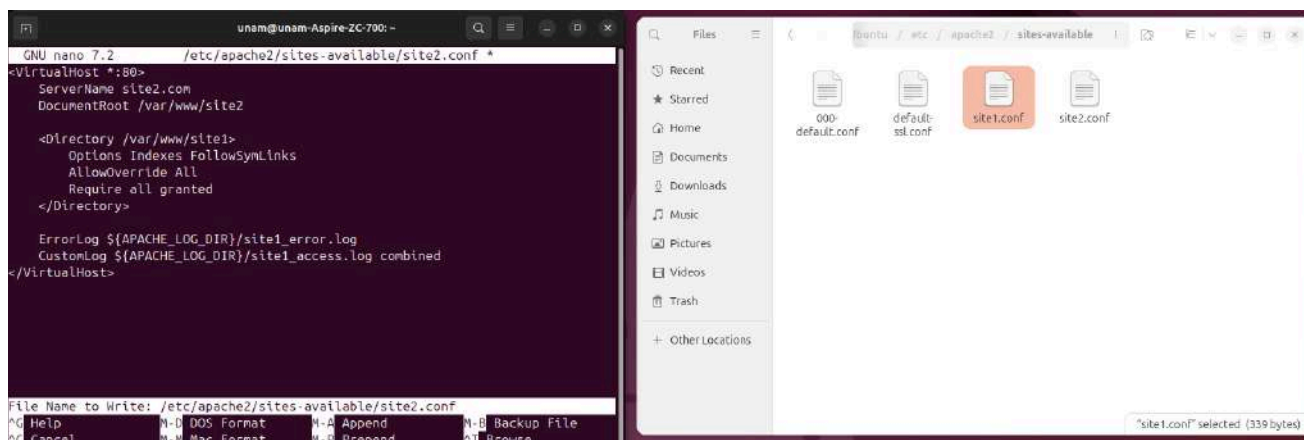 unam@unam-Aspire-ZC-700: ~
GNU nano 7.2 /etc/apache2/sites-available/site2.conf *
<VirtualHost *:80>
ServerName site2.com
DocumentRoot /var/www/site2
<Directory /var/www/site1>
Options Indexes FollowSymLinks
AllowOverride All
Require all granted
</Directory>
ErrorLog ${APACHE_LOG_DIR}/site1_error.log
CustomLog ${APACHE_LOG_DIR}/site1_access.log combined
</VirtualHost>
File Name to Write: /etc/apache2/sites-available/site2.conf
^G Help M-D DOS Format M-A Append M-B Backup File
^C Cancel M-M Mac Format M-P Prepend ^T Browse
Files
Recent
Starred
Home
Documents
Downloads
Music
Pictures
Videos
Trash
+ Other Locations
/ etc / apache2 / sites-available
000-
default.conf
default-
ssl.conf
site1.conf
site2.conf
"site1.conf" selected (339 bytes)